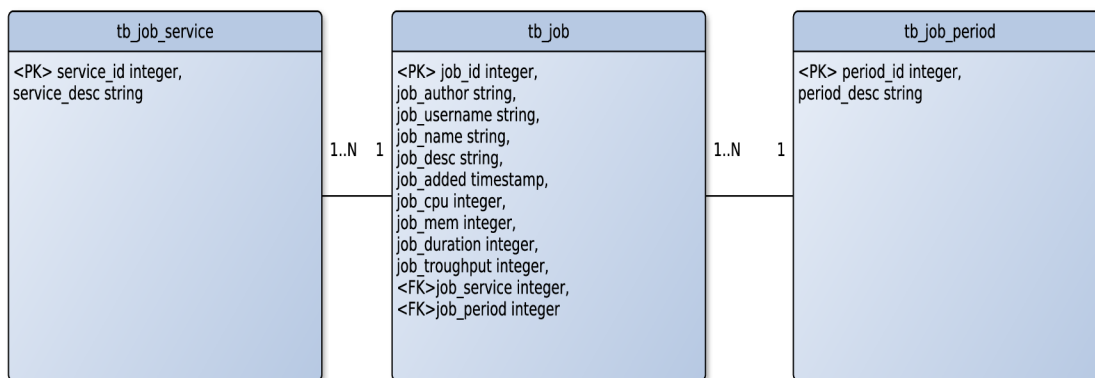 tb_job_service
<PK> service_id integer,
service_desc string
1..N 1
tb_job
<PK> job_id integer,
job_author string,
job_username string,
job_name string,
job_desc string,
job_added timestamp,
job_cpu integer,
job_mem integer,
job_duration integer,
job_troughput integer,
<FK>job_service integer,
<FK>job_period integer
1..N 1
tb_job_period
<PK> period_id integer,
period_desc string